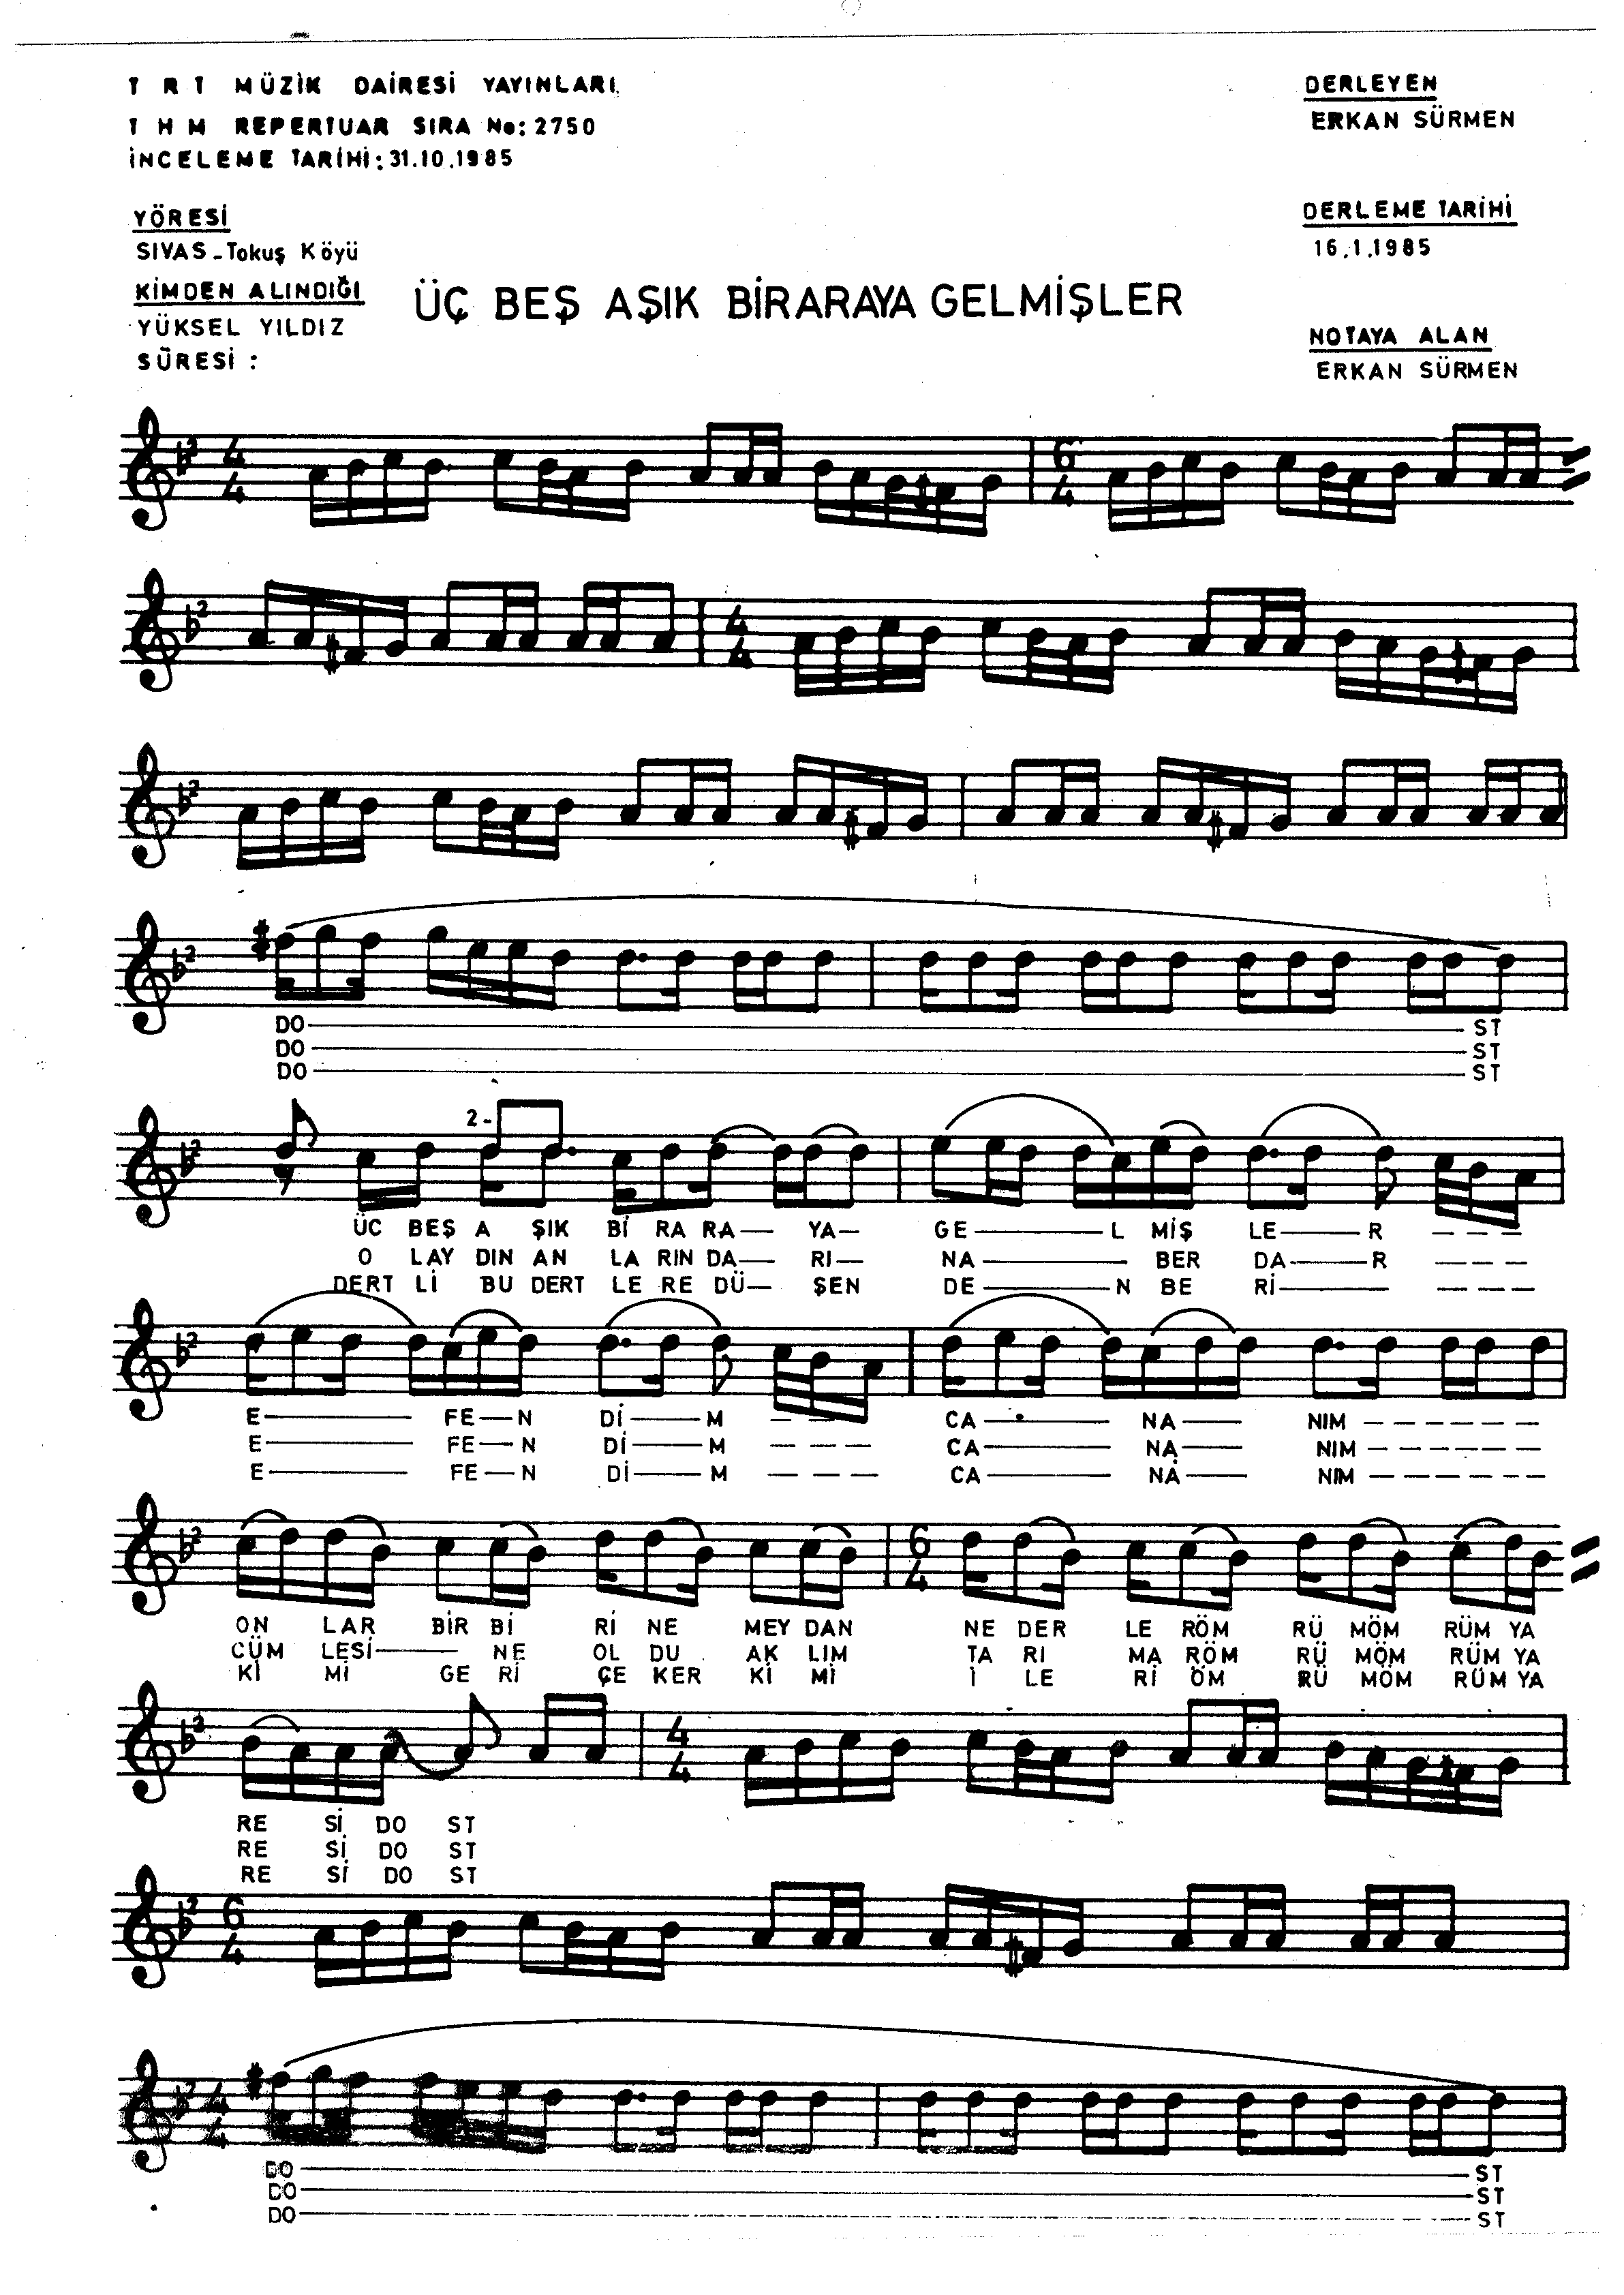 T R T MÜZİK DAİRESİ YAYINLARI
T H M REPERTUAR SIRA No: 2750
İNCELEME TARİHİ: 31.10.1985
DERLEYEN
ERKAN SÜRMEN
YÖRESİ
SIVAS - Tokuş Köyü
DERLEME TARİHİ
16.1.1985
KİMDEN ALINDIĞI
YÜKSEL YILDIZ
SÜRESİ :
ÜÇ BEŞ AŞIK BİRARAYA GELMİŞLER
NOTAYA ALAN
ERKAN SÜRMEN
4 4 6 4
4 4
DO ST
DO ST
DO ST
2-
ÜC BEŞ A ŞIK Bİ RA RA— YA— GE——— L MİŞ LE—— R — — —
O LAY DIN AN LA RIN DA— RI— NA——— BER DA—— R — — —
DERT Lİ BU DERT LE RE DÜ— ŞEN DE——— N BE Rİ——— — — —
E——— FE— N Dİ—— M — — — CA——— NA—— NIM — — — — — —
E——— FE— N Dİ—— M — — — CA——— NA—— NIM — — — — — —
E——— FE— N Dİ—— M — — — CA——— NA—— NIM — — — — — —
6 4
ON LAR BİR Bİ Rİ NE MEY DAN NE DER LE RÖM RÜ MÖM RÜM YA
CÜM LESİ—— NE OL DU AK LIM TA RI MA RÖM RÜ MÖM RÜM YA
Kİ Mİ GE Rİ ÇE KER Kİ Mİ İ LE Rİ ÖM RÜ MÖM RÜM YA
4 4
RE Sİ DO ST
RE Sİ DO ST
RE Sİ DO ST
6 4
4 4
DO ST
DO ST
DO ST